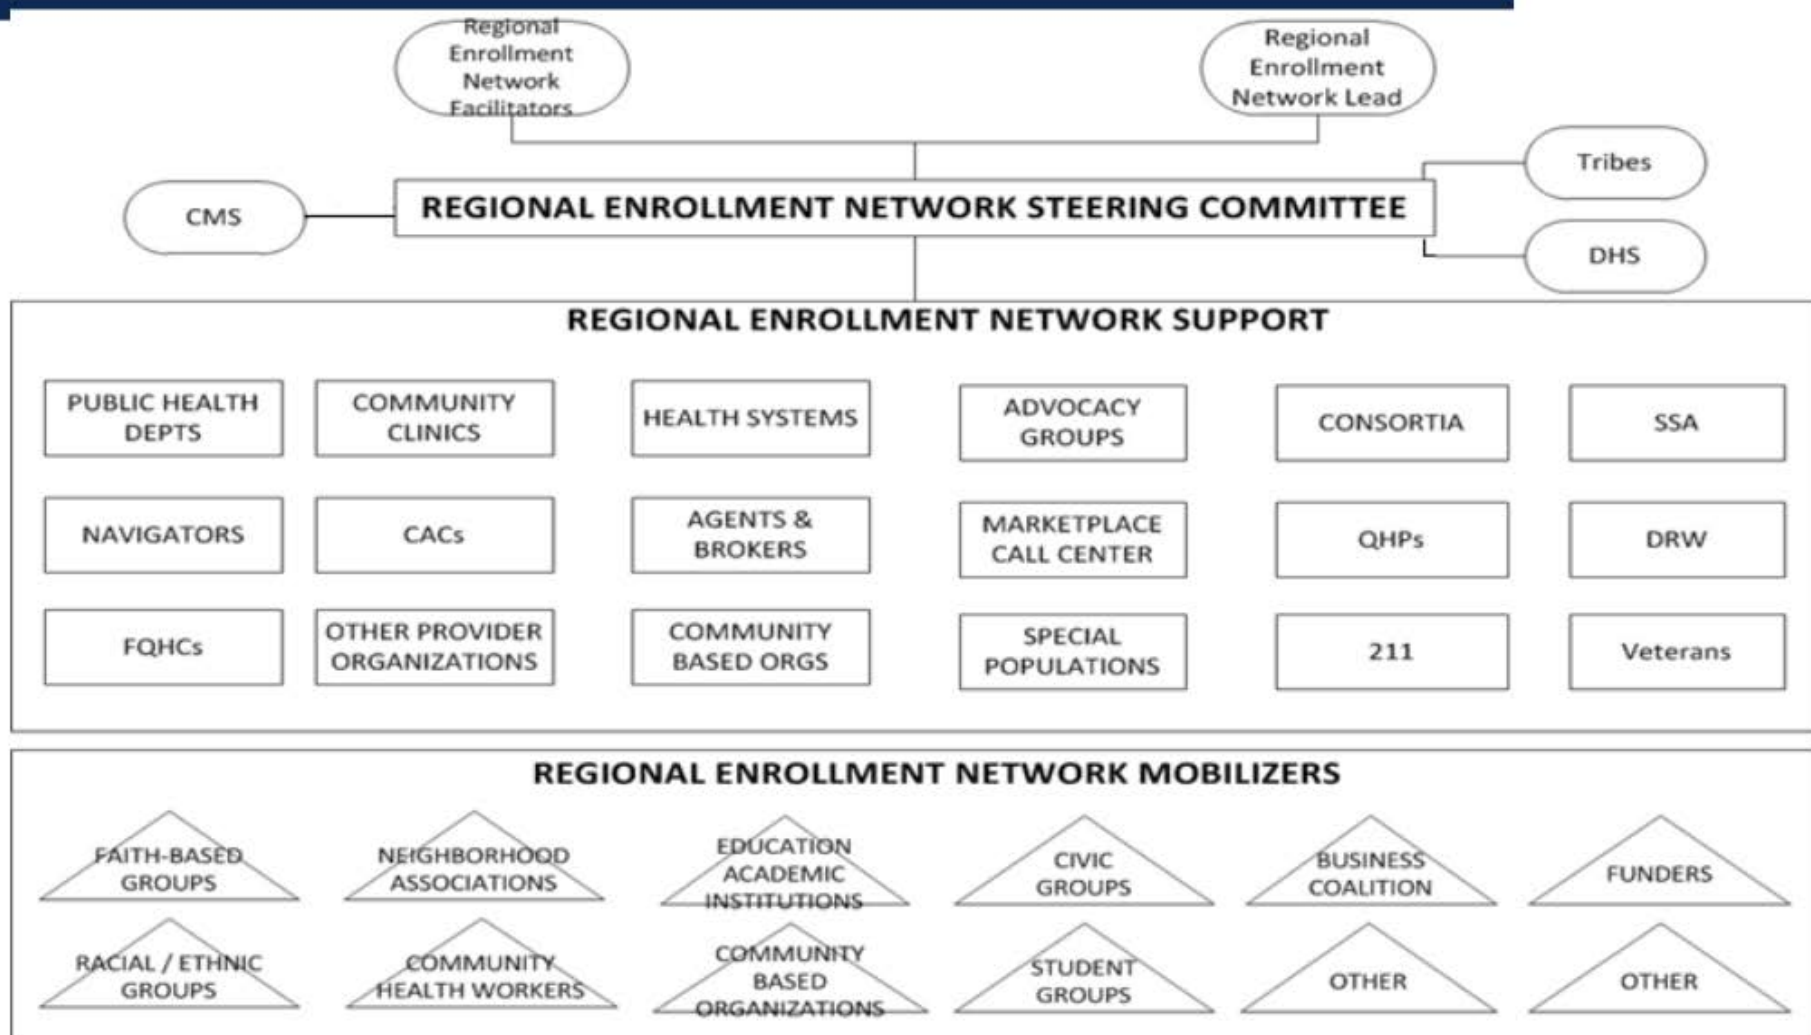 Regional
Enrollment
Network
Facilitators
Regional
Enrollment
Network Lead
Tribes
CMS
REGIONAL ENROLLMENT NETWORK STEERING COMMITTEE
DHS
REGIONAL ENROLLMENT NETWORK SUPPORT
PUBLIC HEALTH
DEPTS
COMMUNITY
CLINICS
HEALTH SYSTEMS
ADVOCACY
GROUPS
CONSORTIA
SSA
NAVIGATORS
CACs
AGENTS &
BROKERS
MARKETPLACE
CALL CENTER
QHPs
DRW
FQHCs
OTHER PROVIDER
ORGANIZATIONS
COMMUNITY
BASED ORGS
SPECIAL
POPULATIONS
211
Veterans
REGIONAL ENROLLMENT NETWORK MOBILIZERS
FAITH-BASED
GROUPS
NEIGHBORHOOD
ASSOCIATIONS
EDUCATION
ACADEMIC
INSTITUTIONS
CIVIC
GROUPS
BUSINESS
COALITION
FUNDERS
RACIAL / ETHNIC
GROUPS
COMMUNITY
HEALTH WORKERS
COMMUNITY
BASED
ORGANIZATIONS
STUDENT
GROUPS
OTHER
OTHER